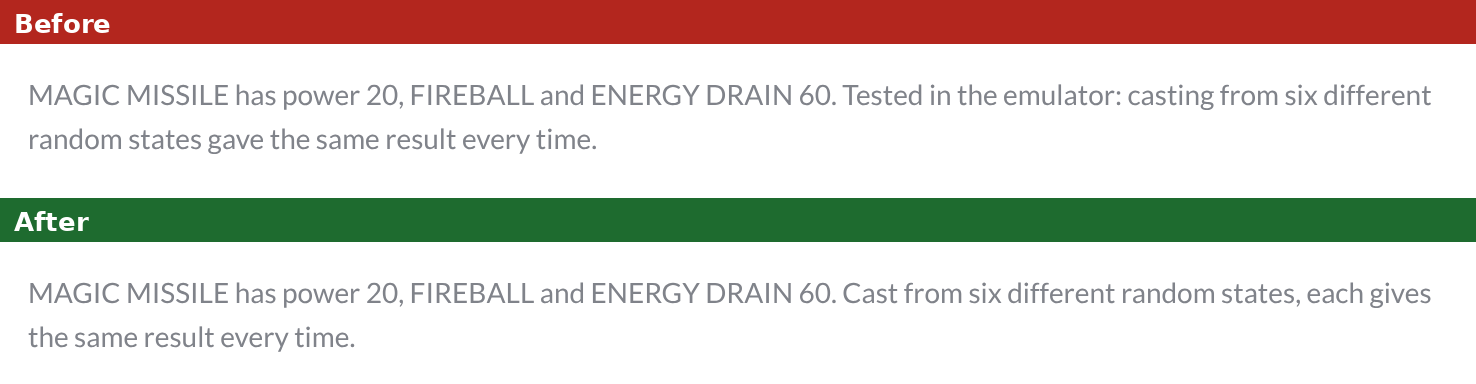 Before
MAGIC MISSILE has power 20, FIREBALL and ENERGY DRAIN 60. Tested in the emulator: casting from six different
random states gave the same result every time.
After
MAGIC MISSILE has power 20, FIREBALL and ENERGY DRAIN 60. Cast from six different random states, each gives
the same result every time.